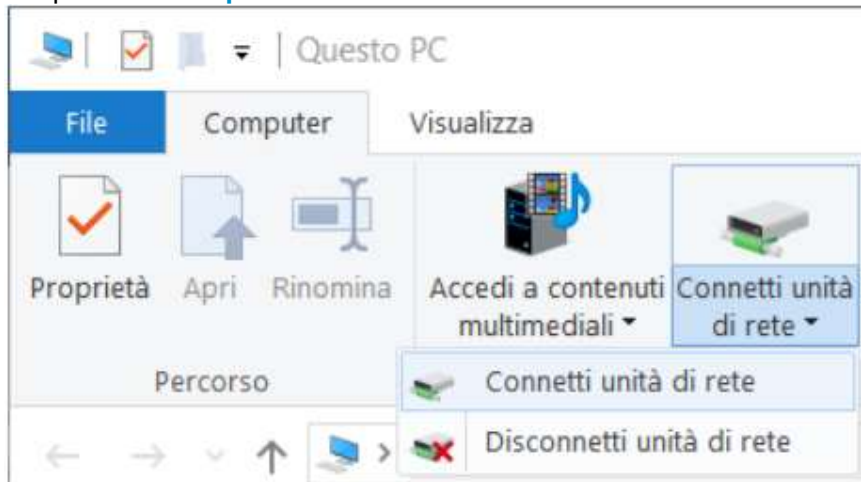 Questo PC
File Computer Visualizza
Proprietà Apri Rinomina Accedi a contenuti multimediali Connetti unità di rete
Percorso
Connetti unità di rete
Disconnetti unità di rete